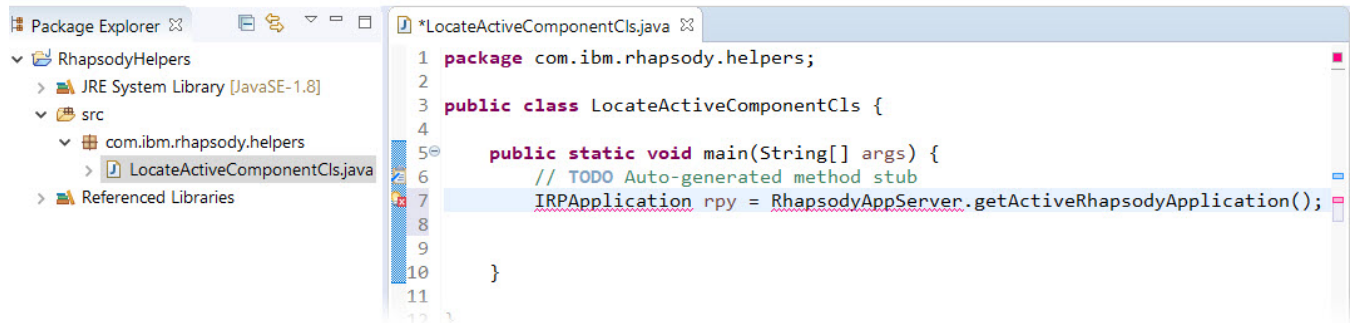 Package Explorer
RhapsodyHelpers
JRE System Library [JavaSE-1.8]
src
com.ibm.rhapsody.helpers
LocateActiveComponentCls.java
Referenced Libraries
*LocateActiveComponentCls.java
1 package com.ibm.rhapsody.helpers;
2
3 public class LocateActiveComponentCls {
4
5 public static void main(String[] args) {
6 // TODO Auto-generated method stub
7 IRPApplication rpy = RhapsodyAppServer.getActiveRhapsodyApplication();
8
9
10 }
11
12 }